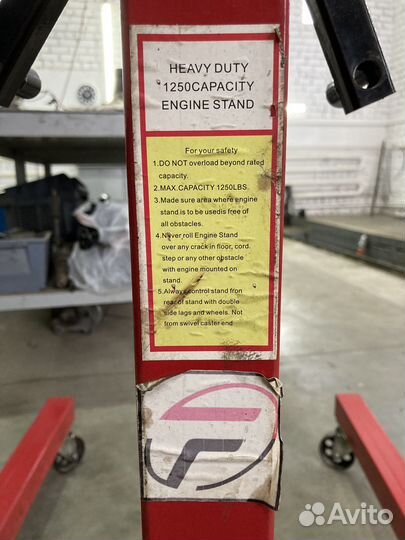 HEAVY DUTY
1250CAPACITY
ENGINE STAND
For your safety
1.DO NOT overload beyond rated
capacity.
2.MAX.CAPACITY 1250LBS.
3.Made sure area where engine
stand is to be usedis free of
all obstacles.
4.Never roll Engine Stand
over any crack in floor, cord.
step or any other obstacle
with engine mounted on
stand.
5.Always control stand from
rear of stand with double
side lags and wheels. Not
from swivel caster end
Avito